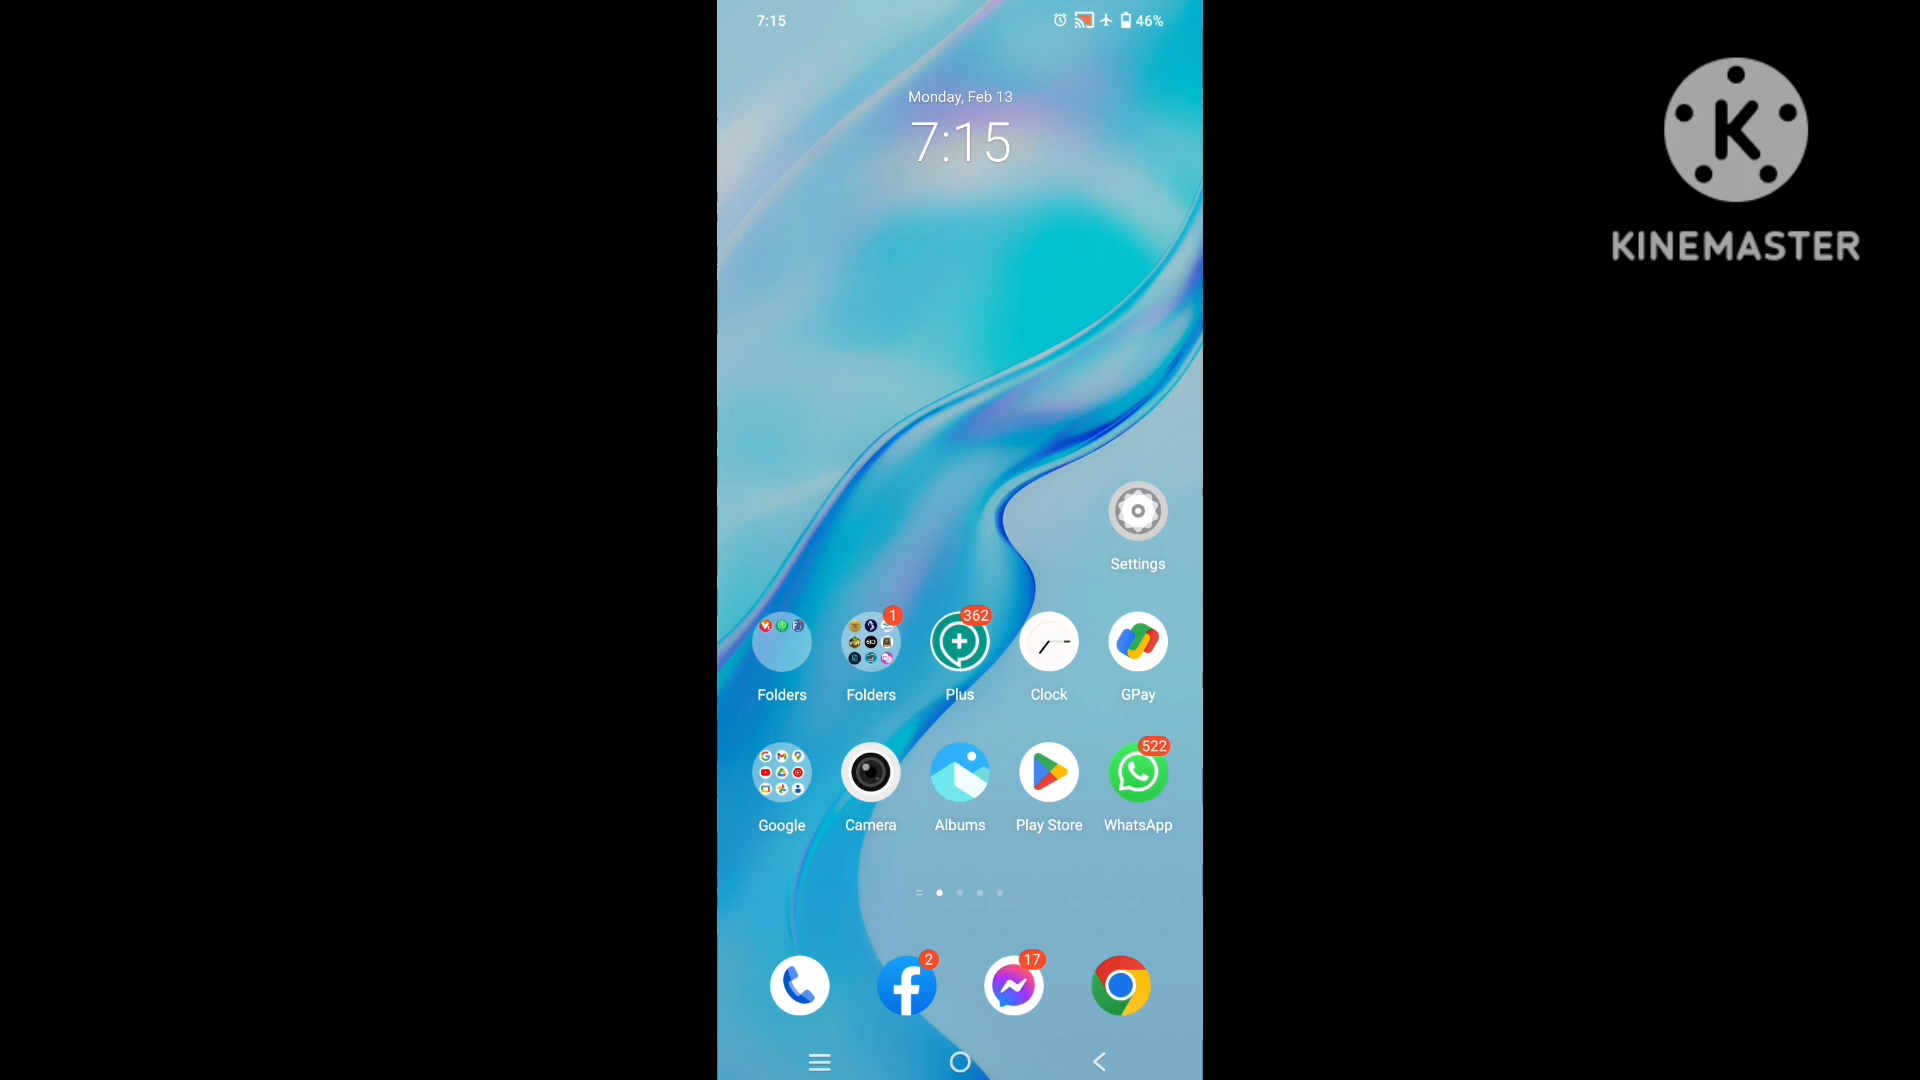 7:15
46%
Monday, Feb 13
7:15
KINEMASTER
Settings
1
362
Folders
Folders
Plus
Clock
GPay
522
Google
Camera
Albums
Play Store
WhatsApp
2
17